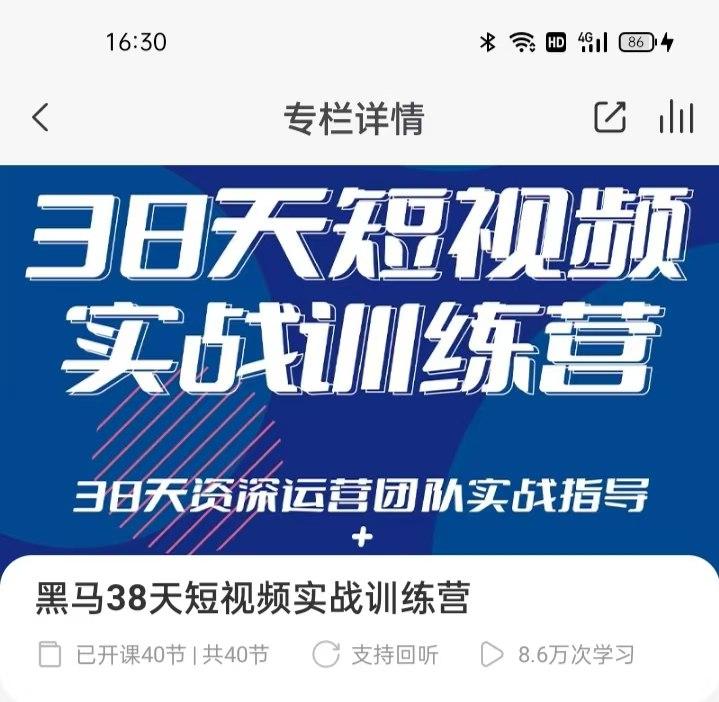 16:30 HD 4G 86
专栏详情
38天短视频
实战训练营
38天资深运营团队实战指导
+
黑马38天短视频实战训练营
已开课40节 | 共40节 支持回听 8.6万次学习